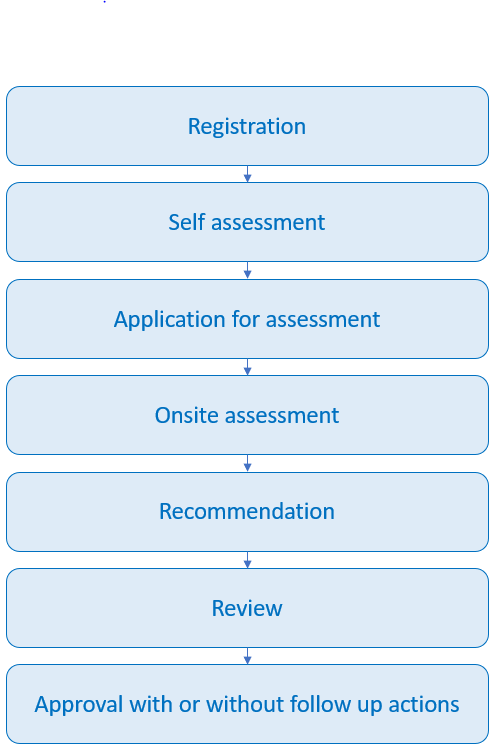 Registration
Self assessment
Application for assessment
Onsite assessment
Recommendation
Review
Approval with or without follow up actions